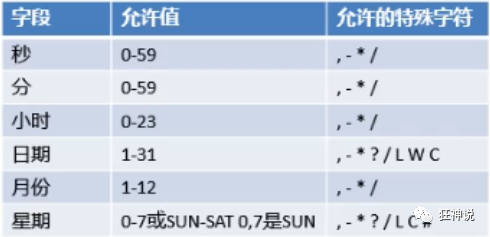 字段 允许值 允许的特殊字符
秒 0-59 , - * /
分 0-59 , - * /
小时 0-23 , - * /
日期 1-31 , - * ? / L W C
月份 1-12 , - * /
星期 0-7或SUN-SAT 0,7是SUN , - * ? / L C #
狂神说